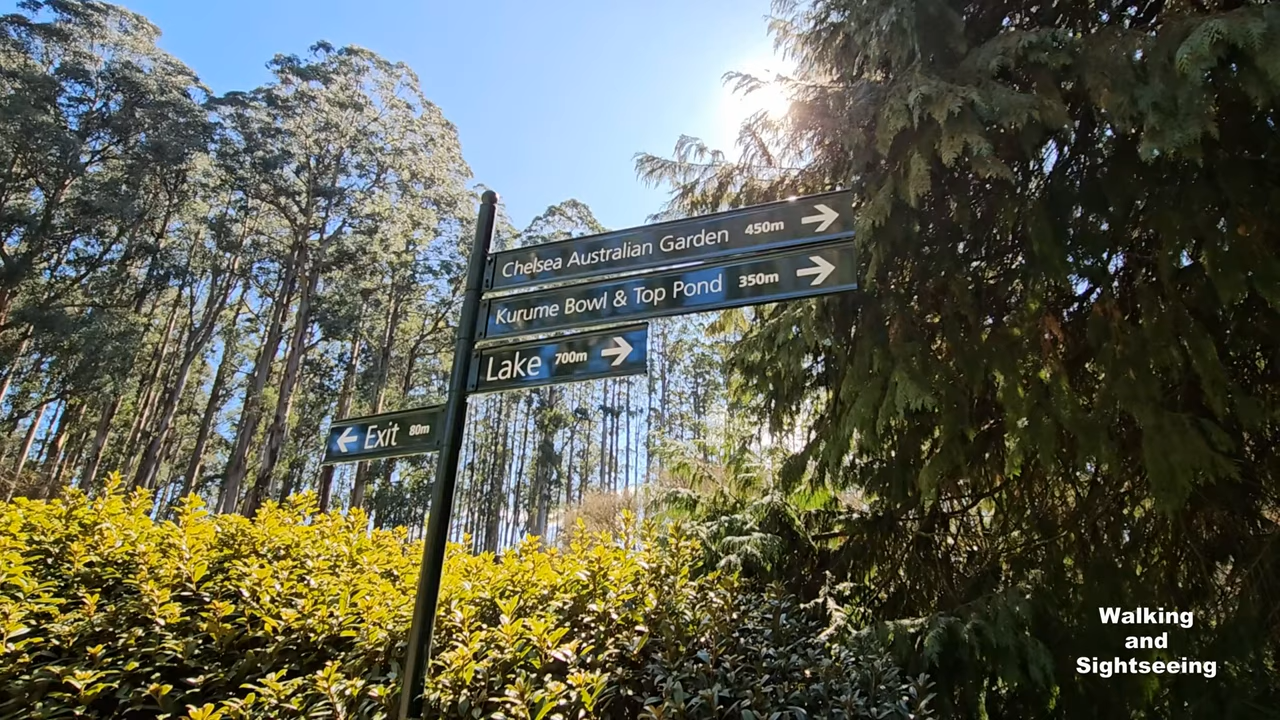 Chelsea Australian Garden 450m →
Kurume Bowl & Top Pond 350m →
Lake 700m →
← Exit 80m
Walking
and
Sightseeing